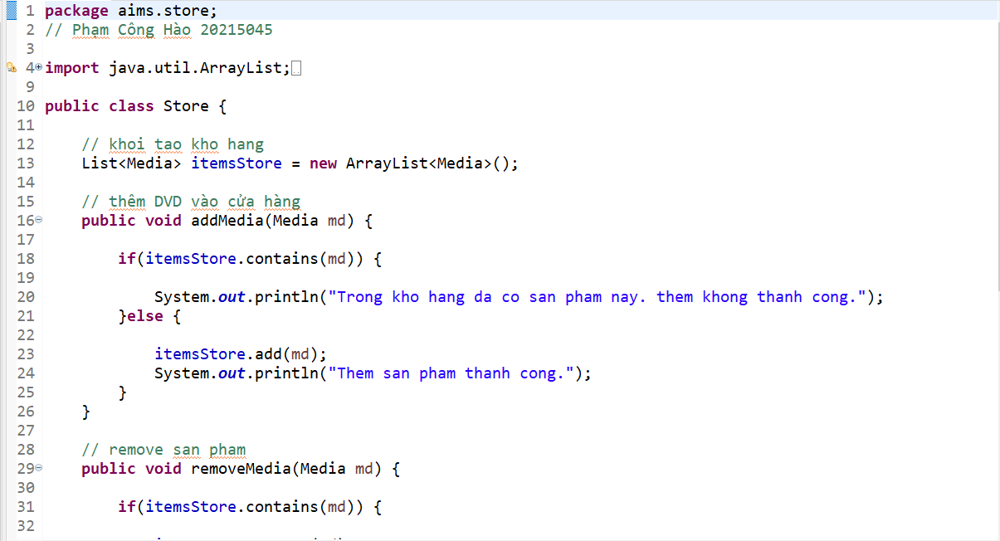 1 package aims.store;
2 // Phạm Công Hào 20215045
3
4 import java.util.ArrayList;
9
10 public class Store {
11
12 // khoi tao kho hang
13 List<Media> itemsStore = new ArrayList<Media>();
14
15 // thêm DVD vào cửa hàng
16 public void addMedia(Media md) {
17
18 if(itemsStore.contains(md)) {
19
20 System.out.println("Trong kho hang da co san pham nay. them khong thanh cong.");
21 }else {
22
23 itemsStore.add(md);
24 System.out.println("Them san pham thanh cong.");
25 }
26 }
27
28 // remove san pham
29 public void removeMedia(Media md) {
30
31 if(itemsStore.contains(md)) {
32